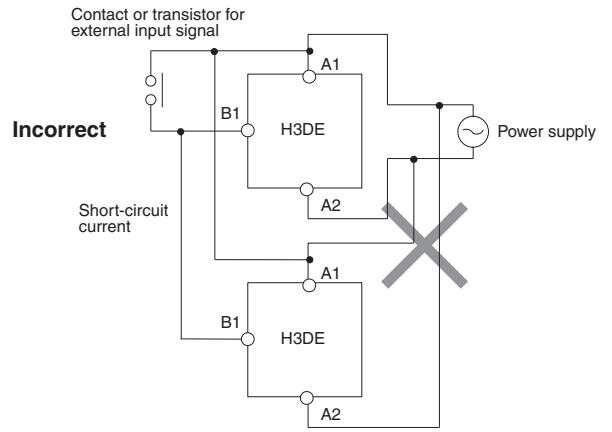 Contact or transistor for
external input signal
A1
B1
H3DE
Incorrect
Power supply
A2
Short-circuit
current
A1
B1
H3DE
A2